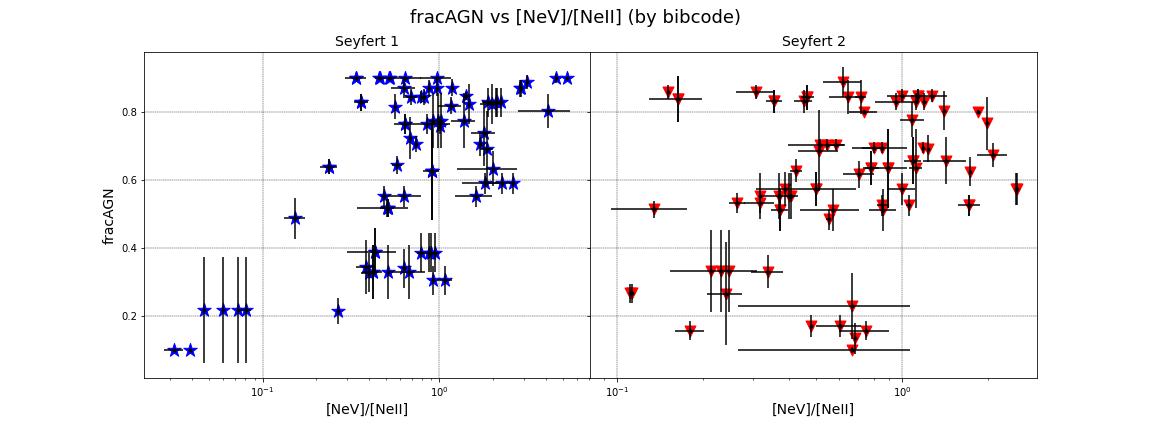 fracAGN vs [NeV]/[NeII] (by bibcode)
Seyfert 1
Seyfert 2
fracAGN
0.8
0.6
0.4
0.2
10⁻¹
10⁰
10⁻¹
10⁰
[NeV]/[NeII]
[NeV]/[NeII]